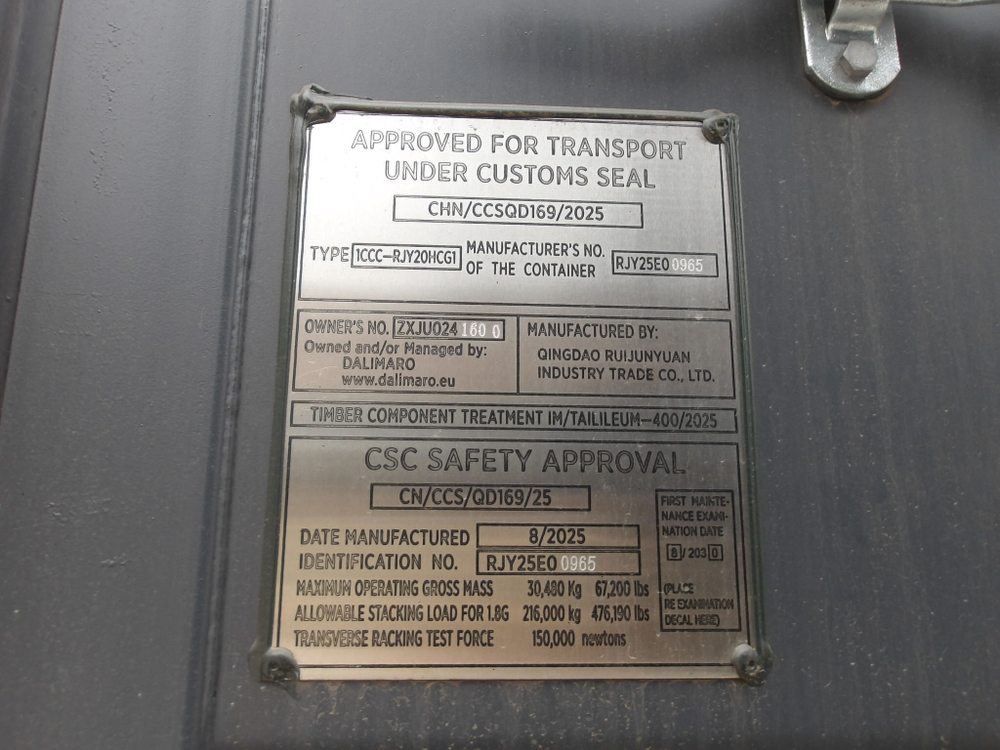 APPROVED FOR TRANSPORT
UNDER CUSTOMS SEAL
CHN/CCSQD169/2025
TYPE 1CCC-RJY20HCG1 MANUFACTURER'S NO. OF THE CONTAINER RJY25E00965
OWNER'S NO. ZXJU024 160 0
Owned and/or Managed by:
DALIMARO
www.dalimaro.eu
MANUFACTURED BY:
QINGDAO RUIJUNYUAN
INDUSTRY TRADE CO., LTD.
TIMBER COMPONENT TREATMENT IM/TAILILEUM-400/2025
CSC SAFETY APPROVAL
CN/CCS/QD169/25
DATE MANUFACTURED 8/2025
IDENTIFICATION NO. RJY25E00965
MAXIMUM OPERATING GROSS MASS 30,480 Kg 67,200 lbs
ALLOWABLE STACKING LOAD FOR 1.8G 216,000 kg 476,190 lbs
TRANSVERSE RACKING TEST FORCE 150,000 newtons
FIRST MAINTE-
NANCE EXAMI-
NATION DATE
8/2030
(PLACE
RE EXAMINATION
DECAL HERE)